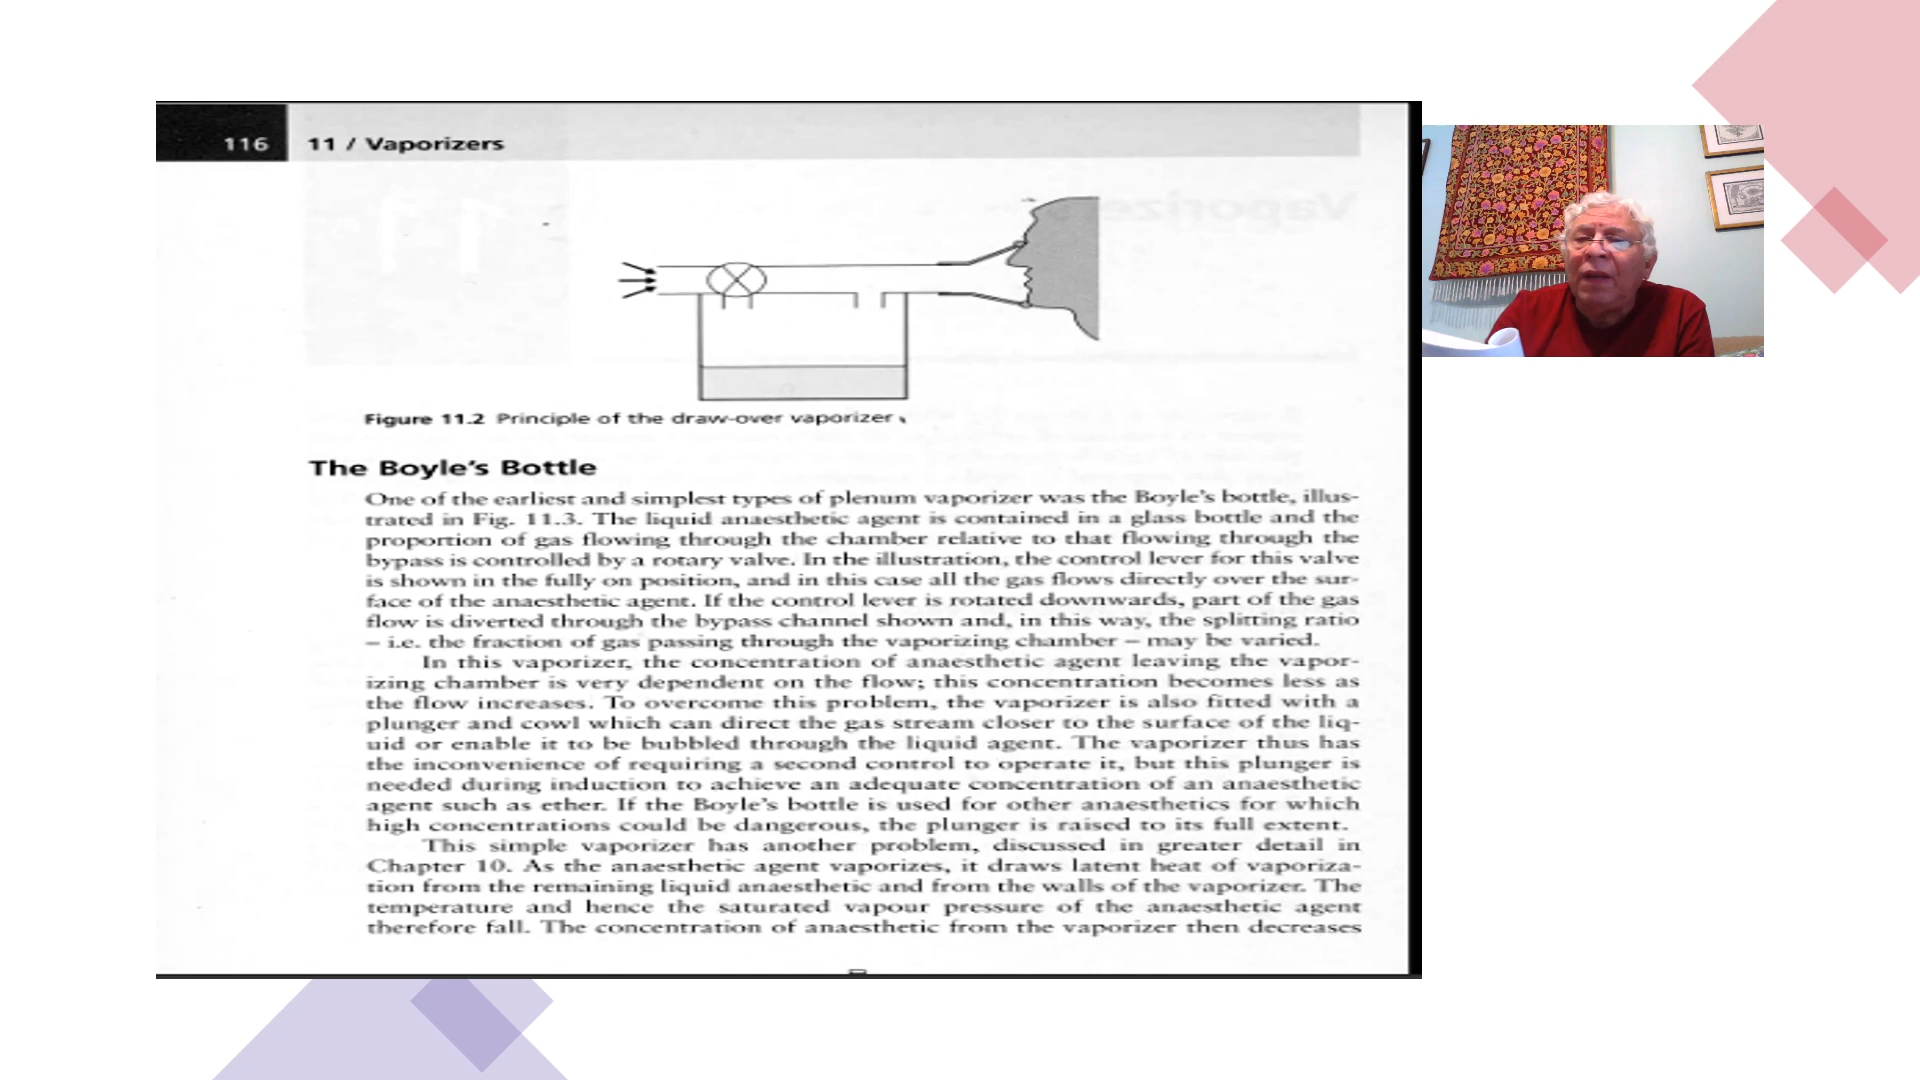 116 11 / Vaporizers
Figure 11.2 Principle of the draw-over vaporizer
The Boyle's Bottle
One of the earliest and simplest types of plenum vaporizer was the Boyle's bottle, illus-
trated in Fig. 11.3. The liquid anaesthetic agent is contained in a glass bottle and the
proportion of gas flowing through the chamber relative to that flowing through the
bypass is controlled by a rotary valve. In the illustration, the control lever for this valve
is shown in the fully on position, and in this case all the gas flows directly over the sur-
face of the anaesthetic agent. If the control lever is rotated downwards, part of the gas
flow is diverted through the bypass channel shown and, in this way, the splitting ratio
– i.e. the fraction of gas passing through the vaporizing chamber – may be varied.
In this vaporizer, the concentration of anaesthetic agent leaving the vapor-
izing chamber is very dependent on the flow; this concentration becomes less as
the flow increases. To overcome this problem, the vaporizer is also fitted with a
plunger and cowl which can direct the gas stream closer to the surface of the liq-
uid or enable it to be bubbled through the liquid agent. The vaporizer thus has
the inconvenience of requiring a second control to operate it, but this plunger is
needed during induction to achieve an adequate concentration of an anaesthetic
agent such as ether. If the Boyle's bottle is used for other anaesthetics for which
high concentrations could be dangerous, the plunger is raised to its full extent.
This simple vaporizer has another problem, discussed in greater detail in
Chapter 10. As the anaesthetic agent vaporizes, it draws latent heat of vaporiza-
tion from the remaining liquid anaesthetic and from the walls of the vaporizer. The
temperature and hence the saturated vapour pressure of the anaesthetic agent
therefore fall. The concentration of anaesthetic from the vaporizer then decreases